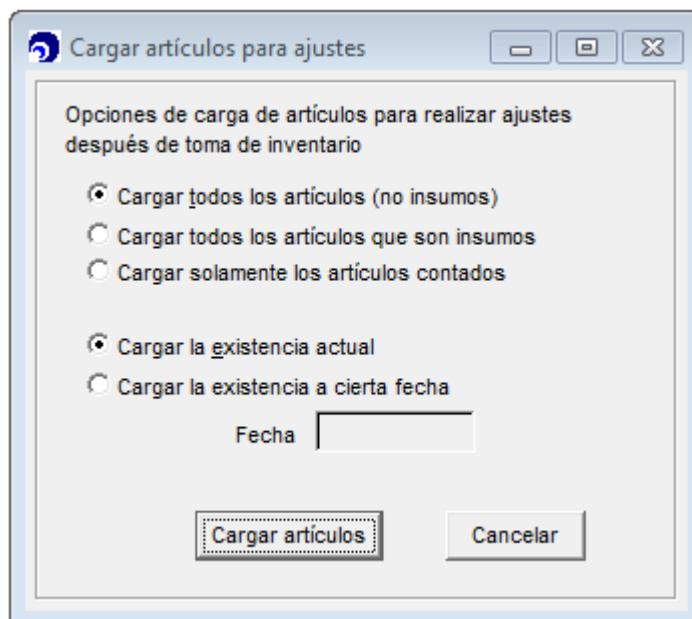 Cargar artículos para ajustes
Opciones de carga de artículos para realizar ajustes
después de toma de inventario
Cargar todos los artículos (no insumos)
Cargar todos los artículos que son insumos
Cargar solamente los artículos contados
Cargar la existencia actual
Cargar la existencia a cierta fecha
Fecha
Cargar artículos
Cancelar